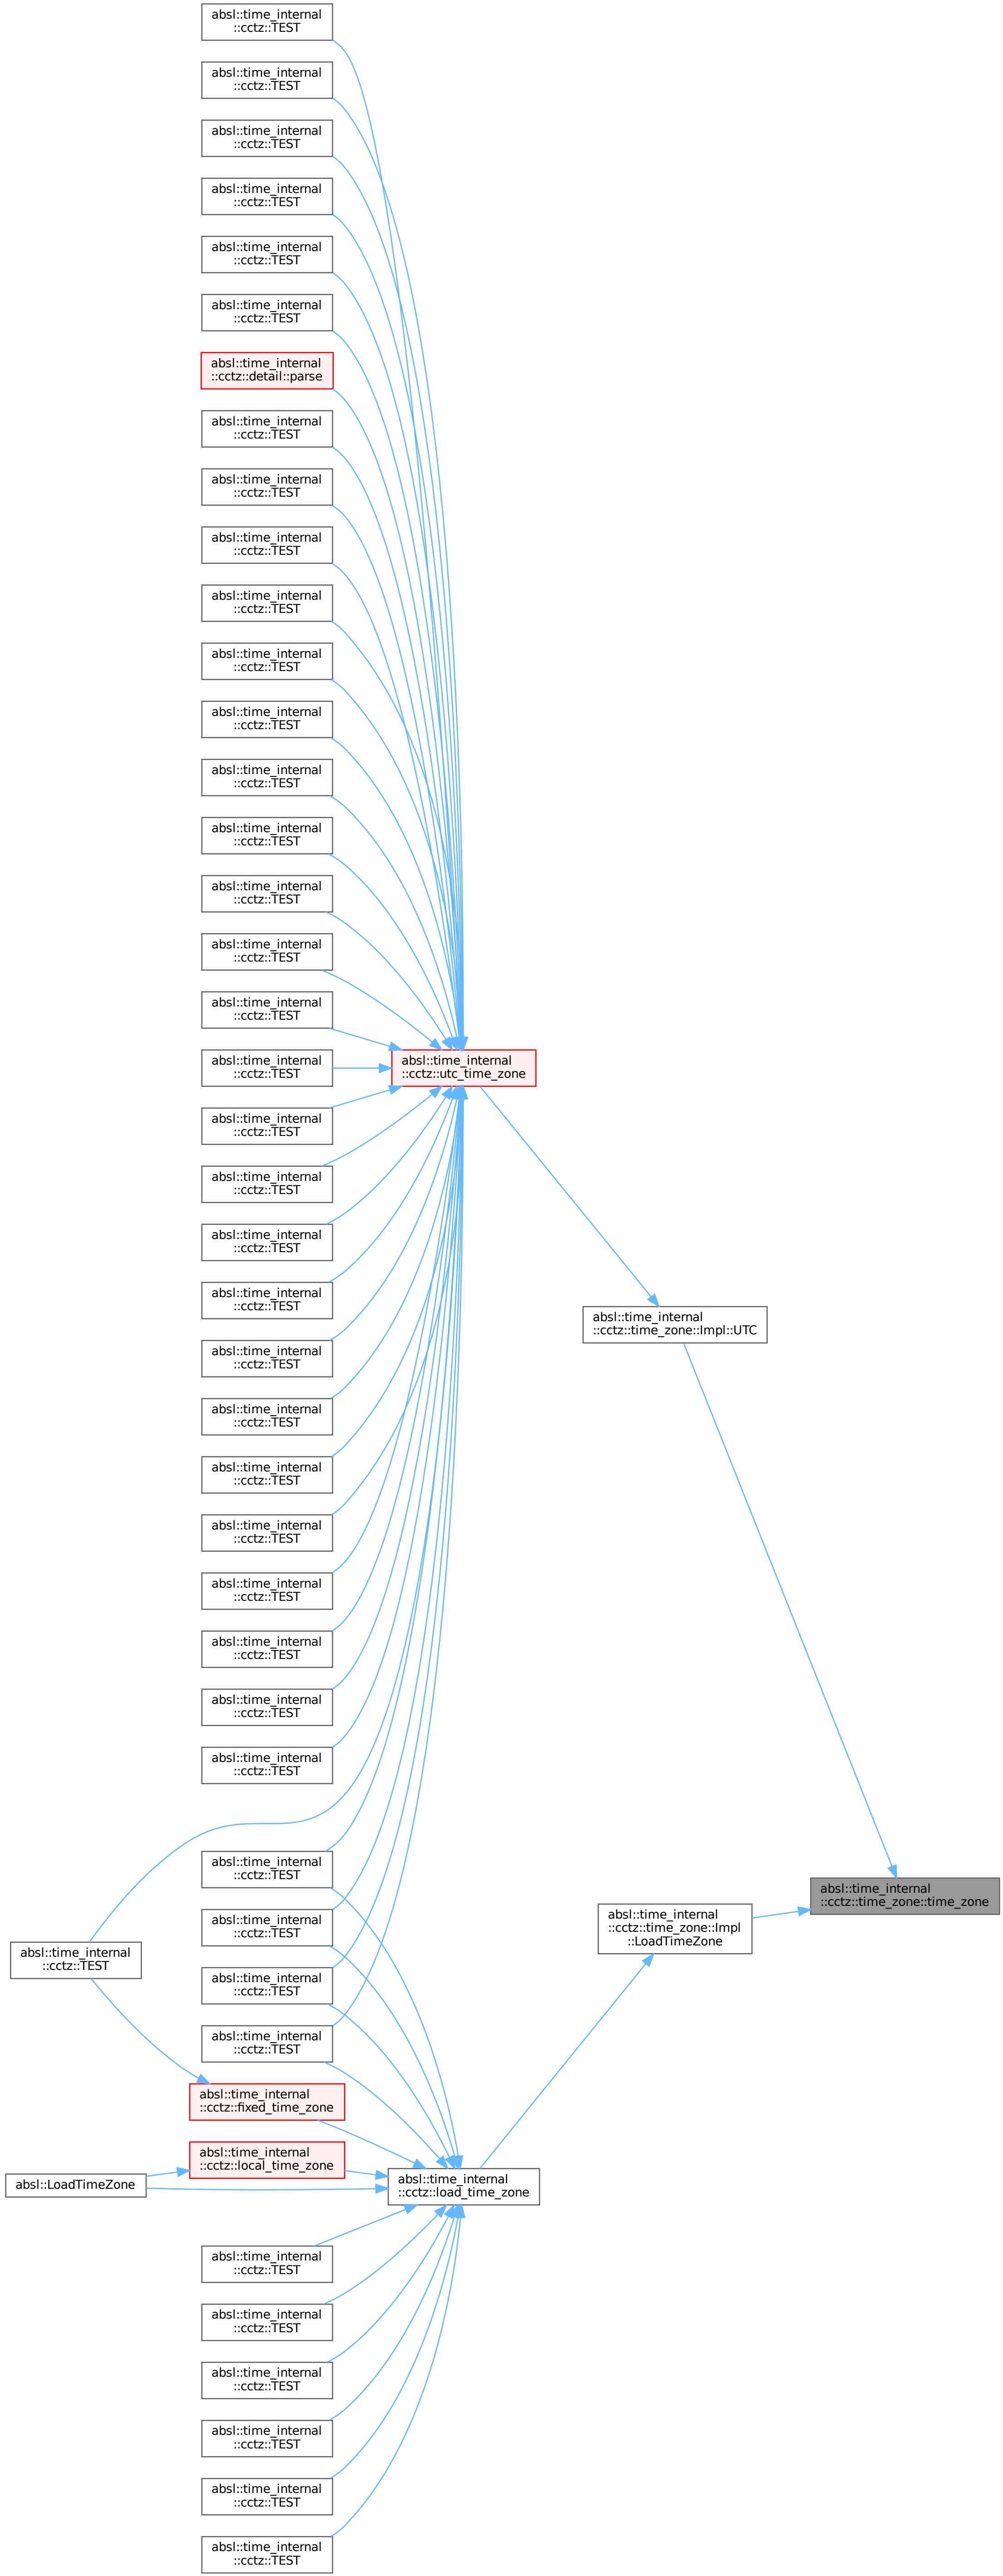 absl::time_internal
::cctz::TEST
absl::time_internal
::cctz::TEST
absl::time_internal
::cctz::TEST
absl::time_internal
::cctz::TEST
absl::time_internal
::cctz::TEST
absl::time_internal
::cctz::TEST
absl::time_internal
::cctz::detail::parse
absl::time_internal
::cctz::TEST
absl::time_internal
::cctz::TEST
absl::time_internal
::cctz::TEST
absl::time_internal
::cctz::TEST
absl::time_internal
::cctz::TEST
absl::time_internal
::cctz::TEST
absl::time_internal
::cctz::TEST
absl::time_internal
::cctz::TEST
absl::time_internal
::cctz::TEST
absl::time_internal
::cctz::TEST
absl::time_internal
::cctz::TEST
absl::time_internal
::cctz::TEST
absl::time_internal
::cctz::utc_time_zone
absl::time_internal
::cctz::TEST
absl::time_internal
::cctz::TEST
absl::time_internal
::cctz::TEST
absl::time_internal
::cctz::TEST
absl::time_internal
::cctz::time_zone::Impl::UTC
absl::time_internal
::cctz::TEST
absl::time_internal
::cctz::TEST
absl::time_internal
::cctz::TEST
absl::time_internal
::cctz::TEST
absl::time_internal
::cctz::TEST
absl::time_internal
::cctz::TEST
absl::time_internal
::cctz::TEST
absl::time_internal
::cctz::TEST
absl::time_internal
::cctz::TEST
absl::time_internal
::cctz::time_zone::time_zone
absl::time_internal
::cctz::TEST
absl::time_internal
::cctz::time_zone::Impl
::LoadTimeZone
absl::time_internal
::cctz::TEST
absl::time_internal
::cctz::TEST
absl::time_internal
::cctz::TEST
absl::time_internal
::cctz::fixed_time_zone
absl::time_internal
::cctz::local_time_zone
absl::LoadTimeZone
absl::time_internal
::cctz::load_time_zone
absl::time_internal
::cctz::TEST
absl::time_internal
::cctz::TEST
absl::time_internal
::cctz::TEST
absl::time_internal
::cctz::TEST
absl::time_internal
::cctz::TEST
absl::time_internal
::cctz::TEST